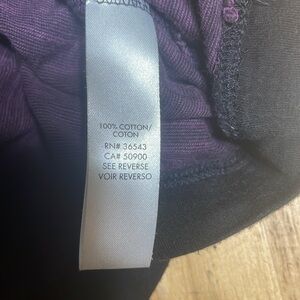 100% COTTON/
COTON
RN# 36543
CA# 50900
SEE REVERSE
VOIR REVERSO